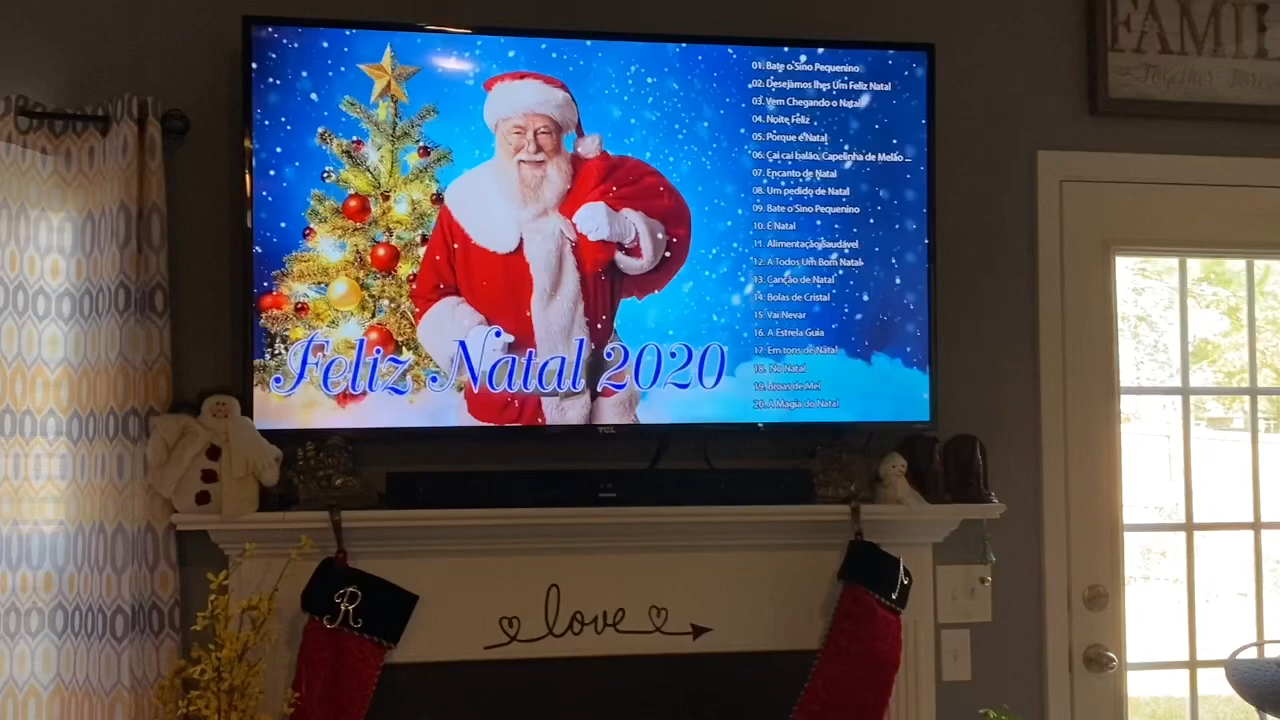 FAMIL
Together
01. Bate o Sino Pequenino
02. Desejamos lhes Um Feliz Natal
03. Vem Chegando o Natal
04. Noite Feliz
05. Porque é Natal
06. Cai cai balão, Capelinha de Melão ...
07. Encanto de Natal
08. Um pedido de Natal
09. Bate o Sino Pequenino
10. É Natal
11. Alimentação Saudável
12. A Todos Um Bom Natal
13. Canção de Natal
14. Bolas de Cristal
15. Vai Nevar
16. A Estrela Guia
17. Em tons de Natal
18. No Natal
19. Broas de Mel
20. A Magia do Natal
Feliz Natal 2020
TCL
R
love